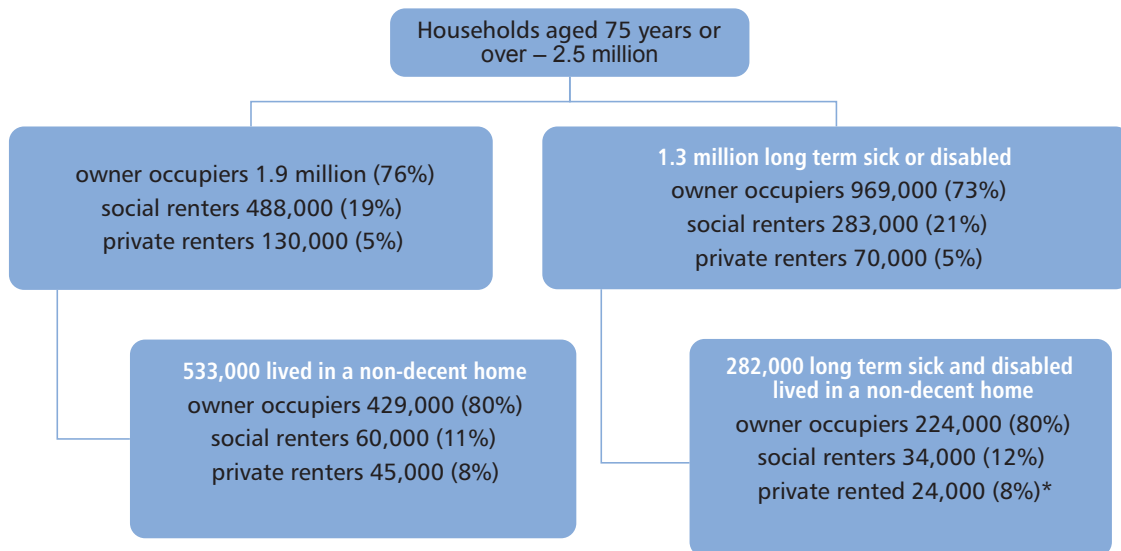 Households aged 75 years or
over – 2.5 million
owner occupiers 1.9 million (76%)
social renters 488,000 (19%)
private renters 130,000 (5%)
1.3 million long term sick or disabled
owner occupiers 969,000 (73%)
social renters 283,000 (21%)
private renters 70,000 (5%)
533,000 lived in a non-decent home
owner occupiers 429,000 (80%)
social renters 60,000 (11%)
private renters 45,000 (8%)
282,000 long term sick and disabled
lived in a non-decent home
owner occupiers 224,000 (80%)
social renters 34,000 (12%)
private rented 24,000 (8%)*